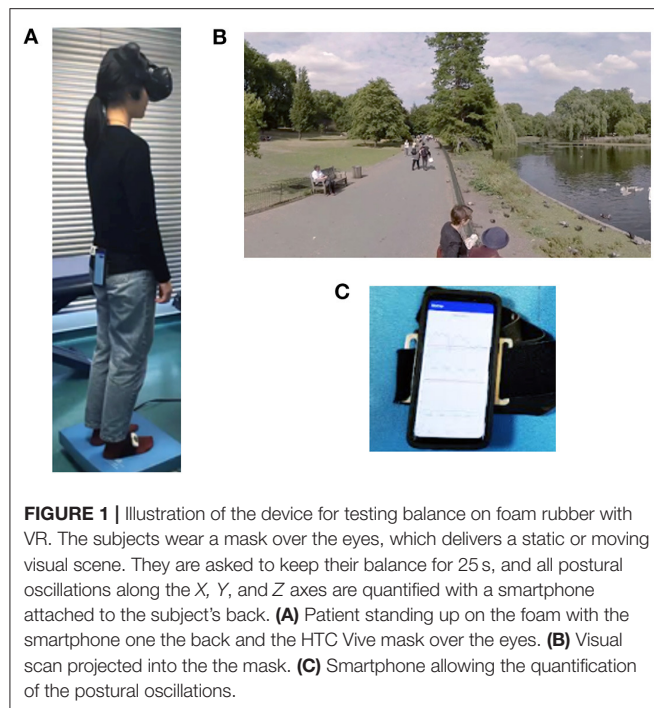 A
B
C
FIGURE 1 | Illustration of the device for testing balance on foam rubber with
VR. The subjects wear a mask over the eyes, which delivers a static or moving
visual scene. They are asked to keep their balance for 25 s, and all postural
oscillations along the X, Y, and Z axes are quantified with a smartphone
attached to the subject's back. (A) Patient standing up on the foam with the
smartphone one the back and the HTC Vive mask over the eyes. (B) Visual
scan projected into the the mask. (C) Smartphone allowing the quantification
of the postural oscillations.